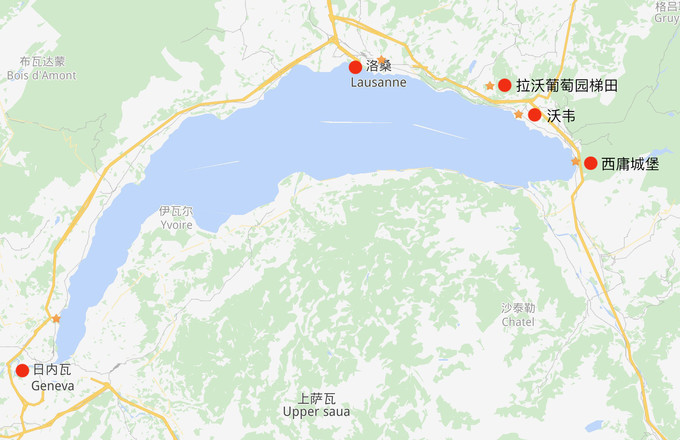 格吕
Gruy
布瓦达蒙
Bois d'Amont
洛桑
Lausanne
拉沃葡萄园梯田
沃韦
西庸城堡
伊瓦尔
Yvoire
沙泰勒
Chatel
日内瓦
Geneva
上萨瓦
Upper saua